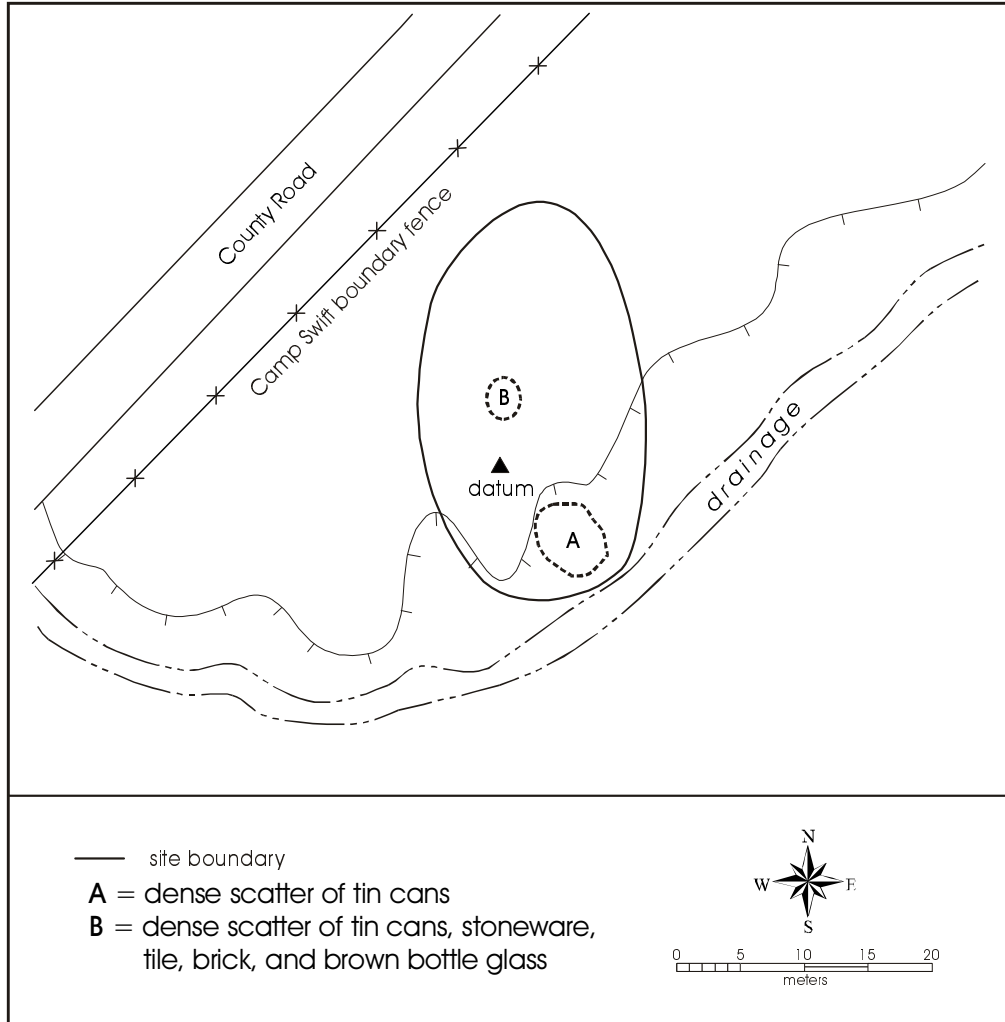 County Road
Camp Swift boundary fence
B
datum
A
drainage
site boundary
A = dense scatter of tin cans
B = dense scatter of tin cans, stoneware,
tile, brick, and brown bottle glass
N
W E
S
0 5 10 15 20
meters